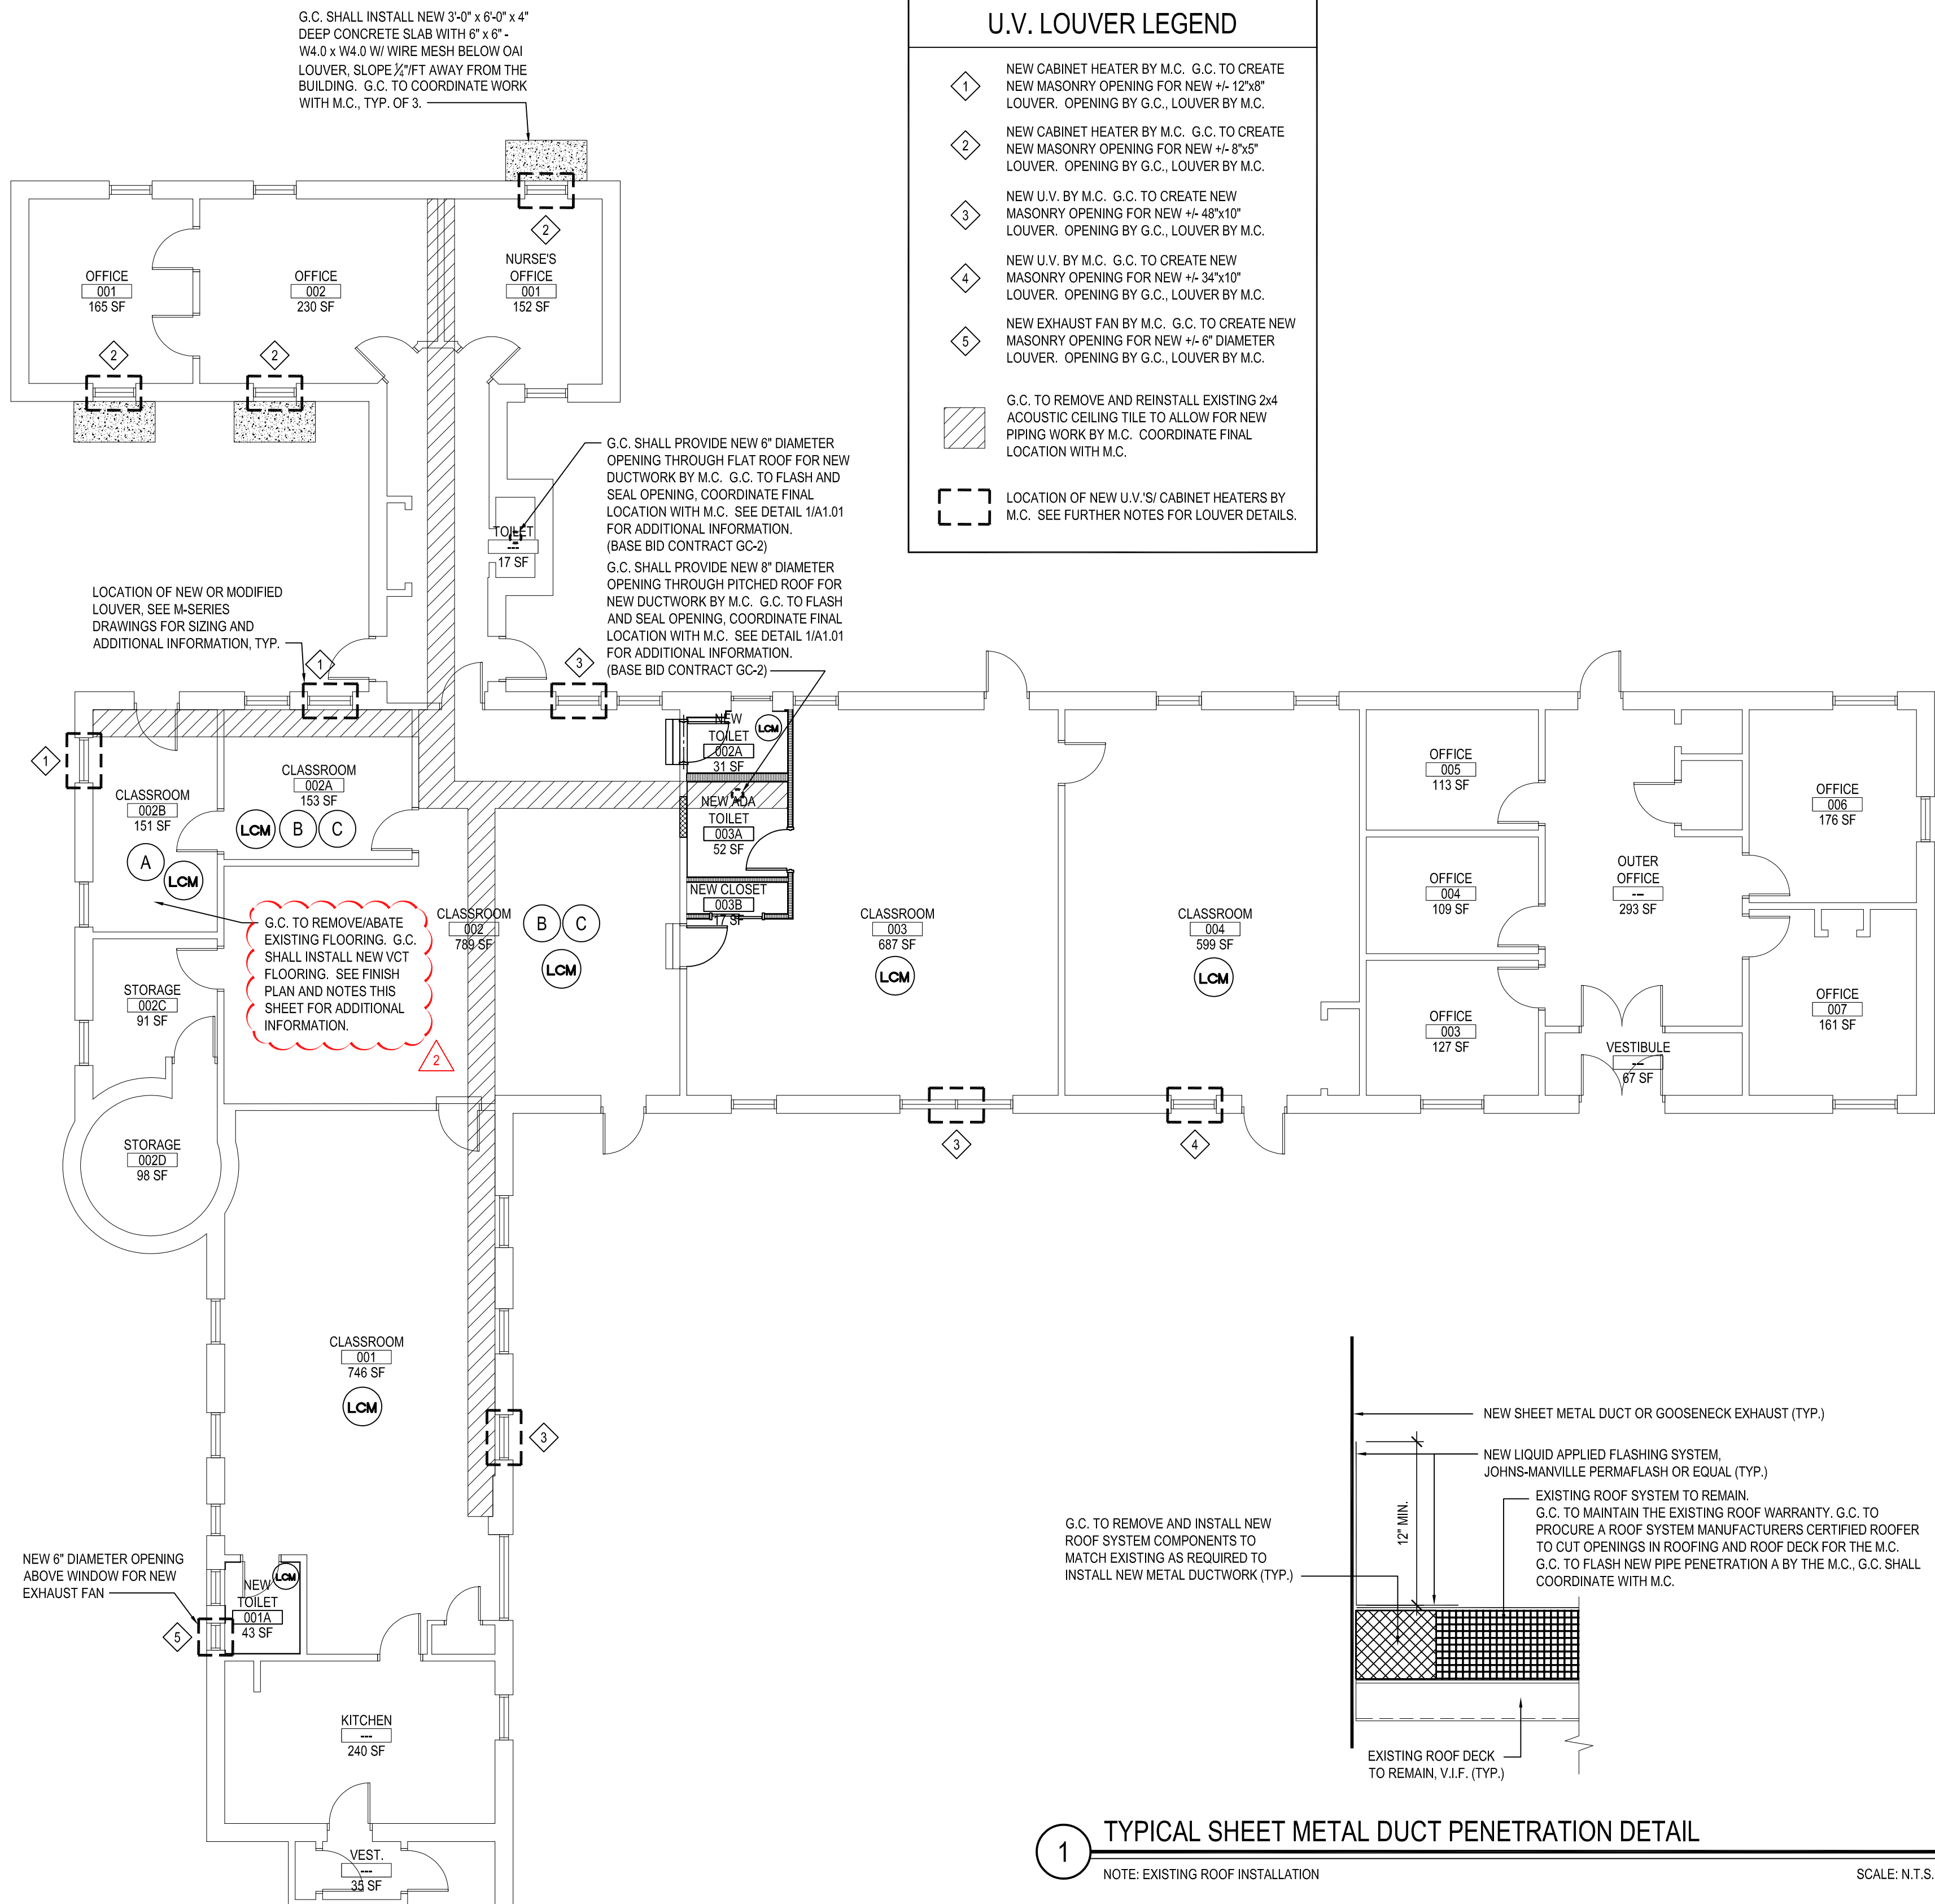 G.C. SHALL INSTALL NEW 3'-0" x 6'-0" x 4"
DEEP CONCRETE SLAB WITH 6" x 6" -
W4.0 x W4.0 W/ WIRE MESH BELOW OAI
LOUVER, SLOPE ¼"/FT AWAY FROM THE
BUILDING. G.C. TO COORDINATE WORK
WITH M.C., TYP. OF 3.
U.V. LOUVER LEGEND
1
NEW CABINET HEATER BY M.C. G.C. TO CREATE
NEW MASONRY OPENING FOR NEW +/- 12"x8"
LOUVER. OPENING BY G.C., LOUVER BY M.C.
2
NEW CABINET HEATER BY M.C. G.C. TO CREATE
NEW MASONRY OPENING FOR NEW +/- 8"x5"
LOUVER. OPENING BY G.C., LOUVER BY M.C.
3
NEW U.V. BY M.C. G.C. TO CREATE NEW
MASONRY OPENING FOR NEW +/- 48"x10"
LOUVER. OPENING BY G.C., LOUVER BY M.C.
4
NEW U.V. BY M.C. G.C. TO CREATE NEW
MASONRY OPENING FOR NEW +/- 34"x10"
LOUVER. OPENING BY G.C., LOUVER BY M.C.
5
NEW EXHAUST FAN BY M.C. G.C. TO CREATE NEW
MASONRY OPENING FOR NEW +/- 6" DIAMETER
LOUVER. OPENING BY G.C., LOUVER BY M.C.
G.C. TO REMOVE AND REINSTALL EXISTING 2x4
ACOUSTIC CEILING TILE TO ALLOW FOR NEW
PIPING WORK BY M.C. COORDINATE FINAL
LOCATION WITH M.C.
LOCATION OF NEW U.V.'S/ CABINET HEATERS BY
M.C. SEE FURTHER NOTES FOR LOUVER DETAILS.
2
NURSE'S
OFFICE
001
152 SF
OFFICE
001
165 SF
OFFICE
002
230 SF
2
2
G.C. SHALL PROVIDE NEW 6" DIAMETER
OPENING THROUGH FLAT ROOF FOR NEW
DUCTWORK BY M.C. G.C. TO FLASH AND
SEAL OPENING, COORDINATE FINAL
LOCATION WITH M.C. SEE DETAIL 1/A1.01
FOR ADDITIONAL INFORMATION.
(BASE BID CONTRACT GC-2)
TOILET
---
17 SF
G.C. SHALL PROVIDE NEW 8" DIAMETER
OPENING THROUGH PITCHED ROOF FOR
NEW DUCTWORK BY M.C. G.C. TO FLASH
AND SEAL OPENING, COORDINATE FINAL
LOCATION WITH M.C. SEE DETAIL 1/A1.01
FOR ADDITIONAL INFORMATION.
(BASE BID CONTRACT GC-2)
LOCATION OF NEW OR MODIFIED
LOUVER, SEE M-SERIES
DRAWINGS FOR SIZING AND
ADDITIONAL INFORMATION, TYP.
1
3
1
NEW
TOILET
002A
31 SF
LCM
CLASSROOM
002A
153 SF
LCM
B
C
CLASSROOM
002B
151 SF
A
LCM
NEW ADA
TOILET
003A
52 SF
NEW CLOSET
003B
17 SF
OFFICE
005
113 SF
OFFICE
006
176 SF
OFFICE
004
109 SF
OUTER
OFFICE
---
293 SF
G.C. TO REMOVE/ABATE
EXISTING FLOORING. G.C.
SHALL INSTALL NEW VCT
FLOORING. SEE FINISH
PLAN AND NOTES THIS
SHEET FOR ADDITIONAL
INFORMATION.
2
CLASSROOM
002
789 SF
B
C
LCM
CLASSROOM
003
687 SF
LCM
CLASSROOM
004
599 SF
LCM
STORAGE
002C
91 SF
OFFICE
003
127 SF
OFFICE
007
161 SF
VESTIBULE
---
67 SF
3
4
STORAGE
002D
98 SF
CLASSROOM
001
746 SF
LCM
3
NEW 6" DIAMETER OPENING
ABOVE WINDOW FOR NEW
EXHAUST FAN
NEW
TOILET
001A
43 SF
LCM
5
KITCHEN
---
240 SF
VEST.
---
35 SF
NEW SHEET METAL DUCT OR GOOSENECK EXHAUST (TYP.)
NEW LIQUID APPLIED FLASHING SYSTEM,
JOHNS-MANVILLE PERMAFLASH OR EQUAL (TYP.)
EXISTING ROOF SYSTEM TO REMAIN.
G.C. TO MAINTAIN THE EXISTING ROOF WARRANTY. G.C. TO
PROCURE A ROOF SYSTEM MANUFACTURERS CERTIFIED ROOFER
TO CUT OPENINGS IN ROOFING AND ROOF DECK FOR THE M.C.
G.C. TO FLASH NEW PIPE PENETRATION A BY THE M.C., G.C. SHALL
COORDINATE WITH M.C.
12" MIN.
G.C. TO REMOVE AND INSTALL NEW
ROOF SYSTEM COMPONENTS TO
MATCH EXISTING AS REQUIRED TO
INSTALL NEW METAL DUCTWORK (TYP.)
EXISTING ROOF DECK
TO REMAIN, V.I.F. (TYP.)
1
TYPICAL SHEET METAL DUCT PENETRATION DETAIL
NOTE: EXISTING ROOF INSTALLATION
SCALE: N.T.S.